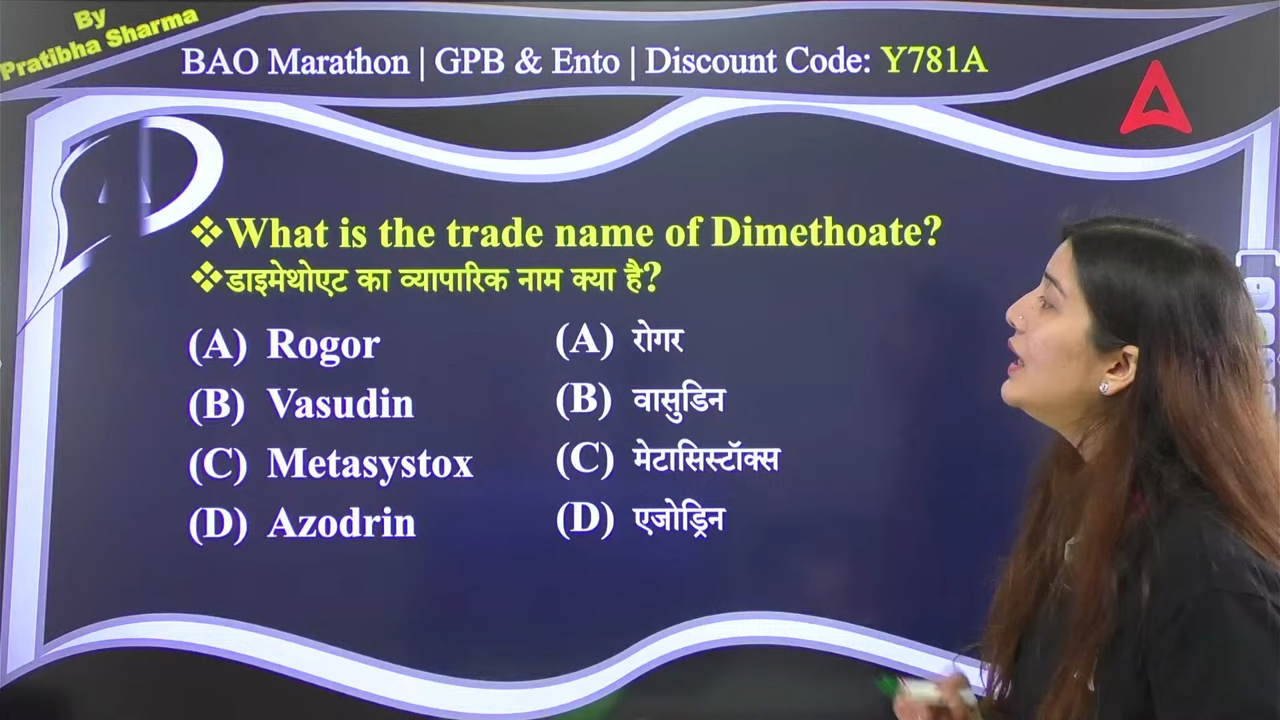 By
Pratibha Sharma
BAO Marathon | GPB & Ento | Discount Code: Y781A
❖What is the trade name of Dimethoate?
❖डाइमेथोएट का व्यापारिक नाम क्या है?
(A) Rogor (A) रोगर
(B) Vasudin (B) वासुडिन
(C) Metasystox (C) मेटासिस्टॉक्स
(D) Azodrin (D) एजोड्रिन